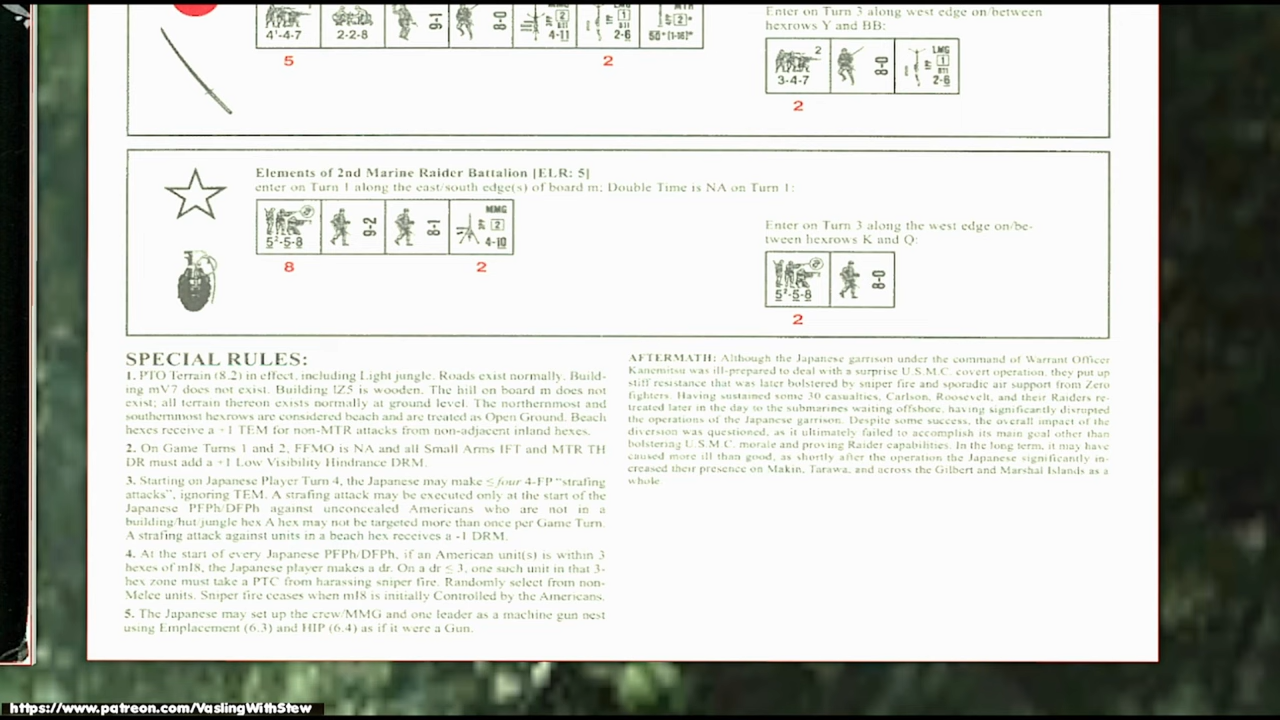 Enter on Turn 3 along west edge on/between
hexrows Y and BB:
4¹-4-7
2-2-8
9-1
8-0
2
4-11
1
B11
2-6
MTR
[2]*
60* [1-16]*
5
2
2
3-4-7
8-0
LMG
1
B11
2-6
2
Elements of 2nd Marine Raider Battalion [ELR: 5]
enter on Turn 1 along the east/south edge(s) of board m; Double Time is NA on Turn 1:
5²-5-8
9-2
8-1
MMG
2
4-10
8
2
Enter on Turn 3 along the west edge on/be-
tween hexrows K and Q:
5²-5-8
8-0
2
SPECIAL RULES:
1. PTO Terrain (8.2) in effect, including Light jungle. Roads exist normally. Build-
ing mV7 does not exist. Building lZ5 is wooden. The hill on board m does not
exist; all terrain thereon exists normally at ground level. The northernmost and
southernmost hexrows are considered beach and are treated as Open Ground. Beach
hexes receive a +1 TEM for non-MTR attacks from non-adjacent inland hexes.
2. On Game Turns 1 and 2, FFMO is NA and all Small Arms IFT and MTR TH
DR must add a +1 Low Visibility Hindrance DRM.
3. Starting on Japanese Player Turn 4, the Japanese may make ≤ four 4-FP “strafing
attacks”, ignoring TEM. A strafing attack may be executed only at the start of the
Japanese PFPh/DFPh against unconcealed Americans who are not in a
building/hut/jungle hex A hex may not be targeted more than once per Game Turn.
A strafing attack against units in a beach hex receives a -1 DRM.
4. At the start of every Japanese PFPh/DFPh, if an American unit(s) is within 3
hexes of mI8, the Japanese player makes a dr. On a dr ≤ 3, one such unit in that 3-
hex zone must take a PTC from harassing sniper fire. Randomly select from non-
Melee units. Sniper fire ceases when mI8 is initially Controlled by the Americans.
5. The Japanese may set up the crew/MMG and one leader as a machine gun nest
using Emplacement (6.3) and HIP (6.4) as if it were a Gun.
AFTERMATH: Although the Japanese garrison under the command of Warrant Officer
Kanemitsu was ill-prepared to deal with a surprise U.S.M.C. covert operation, they put up
stiff resistance that was later bolstered by sniper fire and sporadic air support from Zero
fighters. Having sustained some 30 casualties, Carlson, Roosevelt, and their Raiders re-
treated later in the day to the submarines waiting offshore, having significantly disrupted
the operations of the Japanese garrison. Despite some success, the overall impact of the
diversion was questioned, as it ultimately failed to accomplish its main goal other than
bolstering U.S.M.C. morale and proving Raider capabilities. In the long term, it may have
caused more ill than good, as shortly after the operation the Japanese significantly in-
creased their presence on Makin, Tarawa, and across the Gilbert and Marshal Islands as a
whole.
https://www.patreon.com/VaslingWithStew